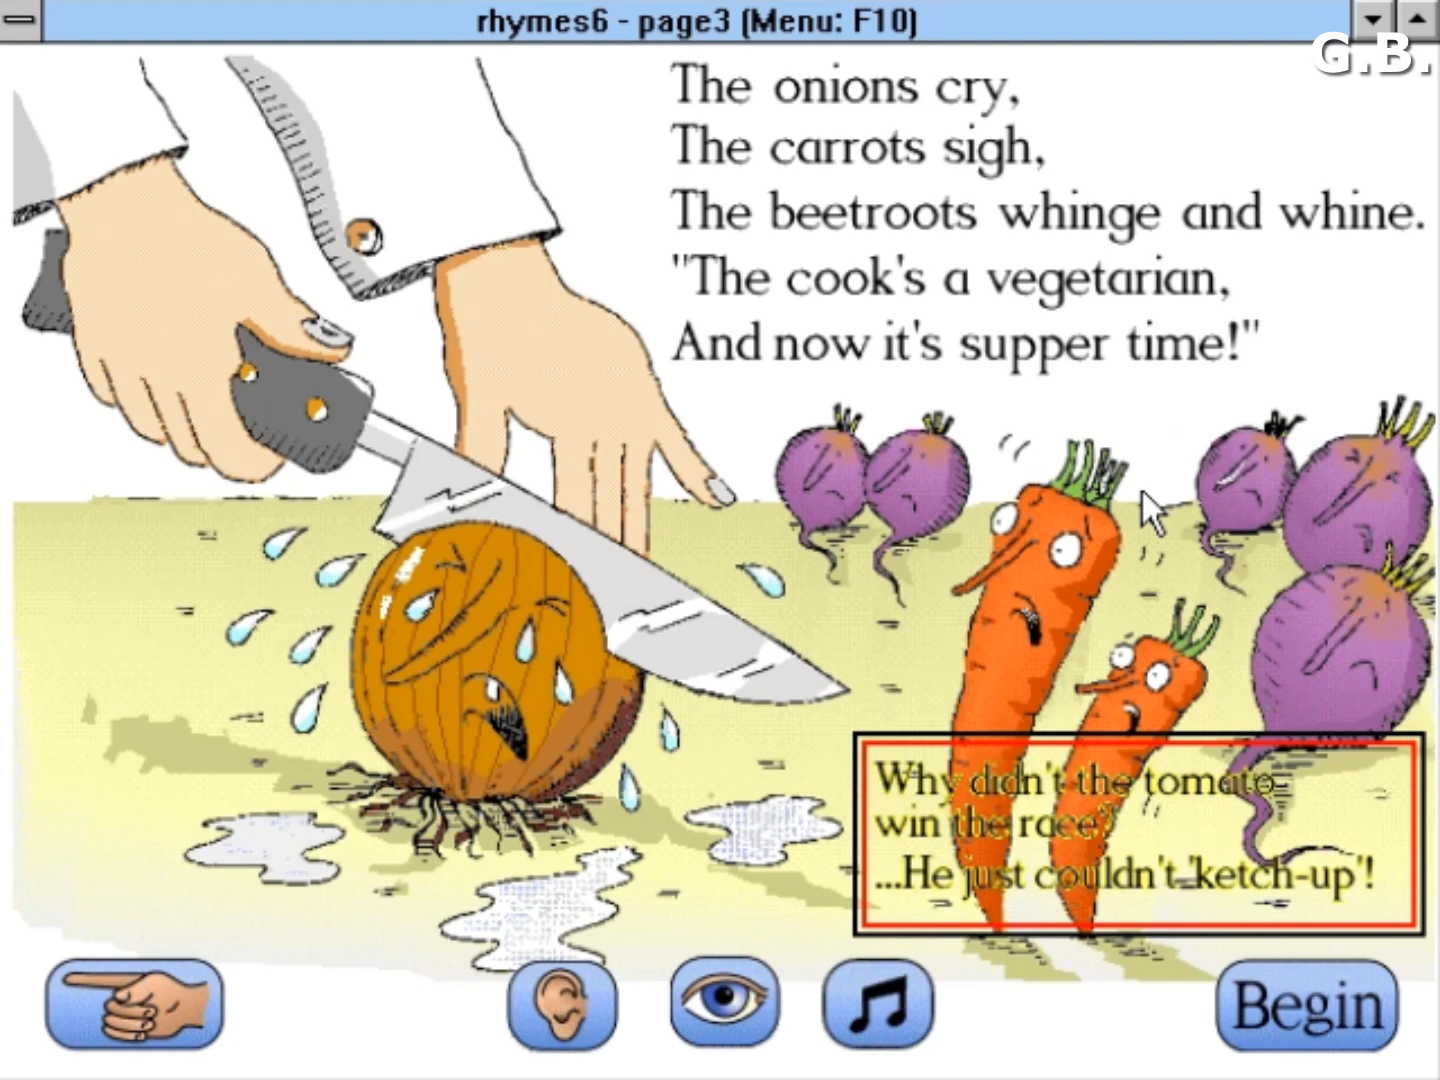 rhymes6 - page3 (Menu: F10)
G.B.
The onions cry,
The carrots sigh,
The beetroots whinge and whine.
"The cook's a vegetarian,
And now it's supper time!"
Why didn't the tomato
win the race?
...He just couldn't 'ketch-up'!
Begin